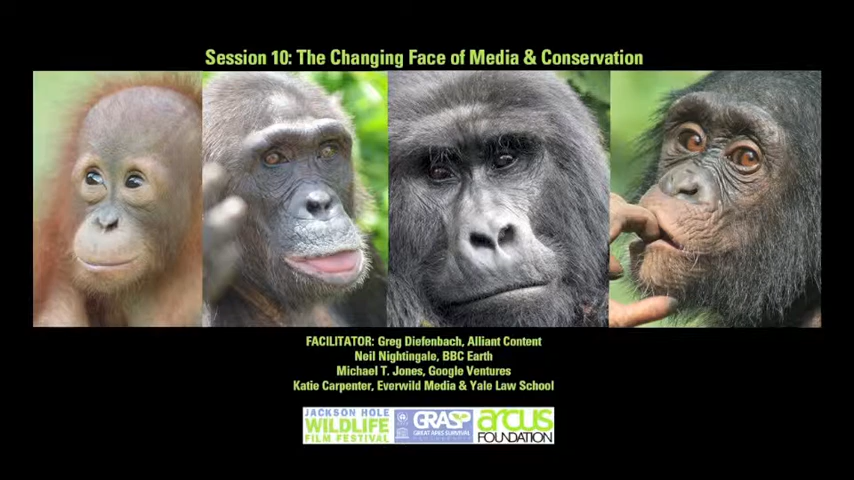 Session 10: The Changing Face of Media & Conservation
FACILITATOR: Greg Diefenbach, Alliant Content
Neil Nightingale, BBC Earth
Michael T. Jones, Google Ventures
Katie Carpenter, Everwild Media & Yale Law School
JACKSON HOLE
WILDLIFE
FILM FESTIVAL
GRASP
GREAT APES SURVIVAL
arcus
FOUNDATION